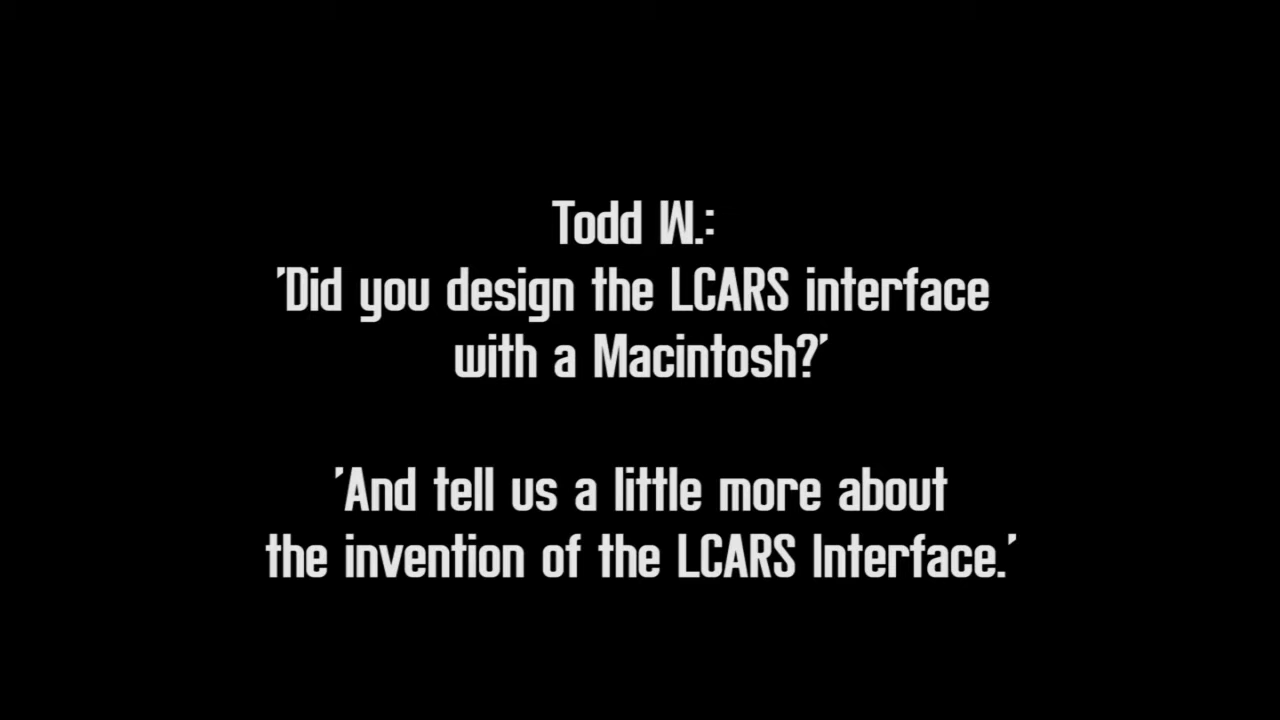 Todd W.:
'Did you design the LCARS interface
with a Macintosh?'
'And tell us a little more about
the invention of the LCARS Interface.'